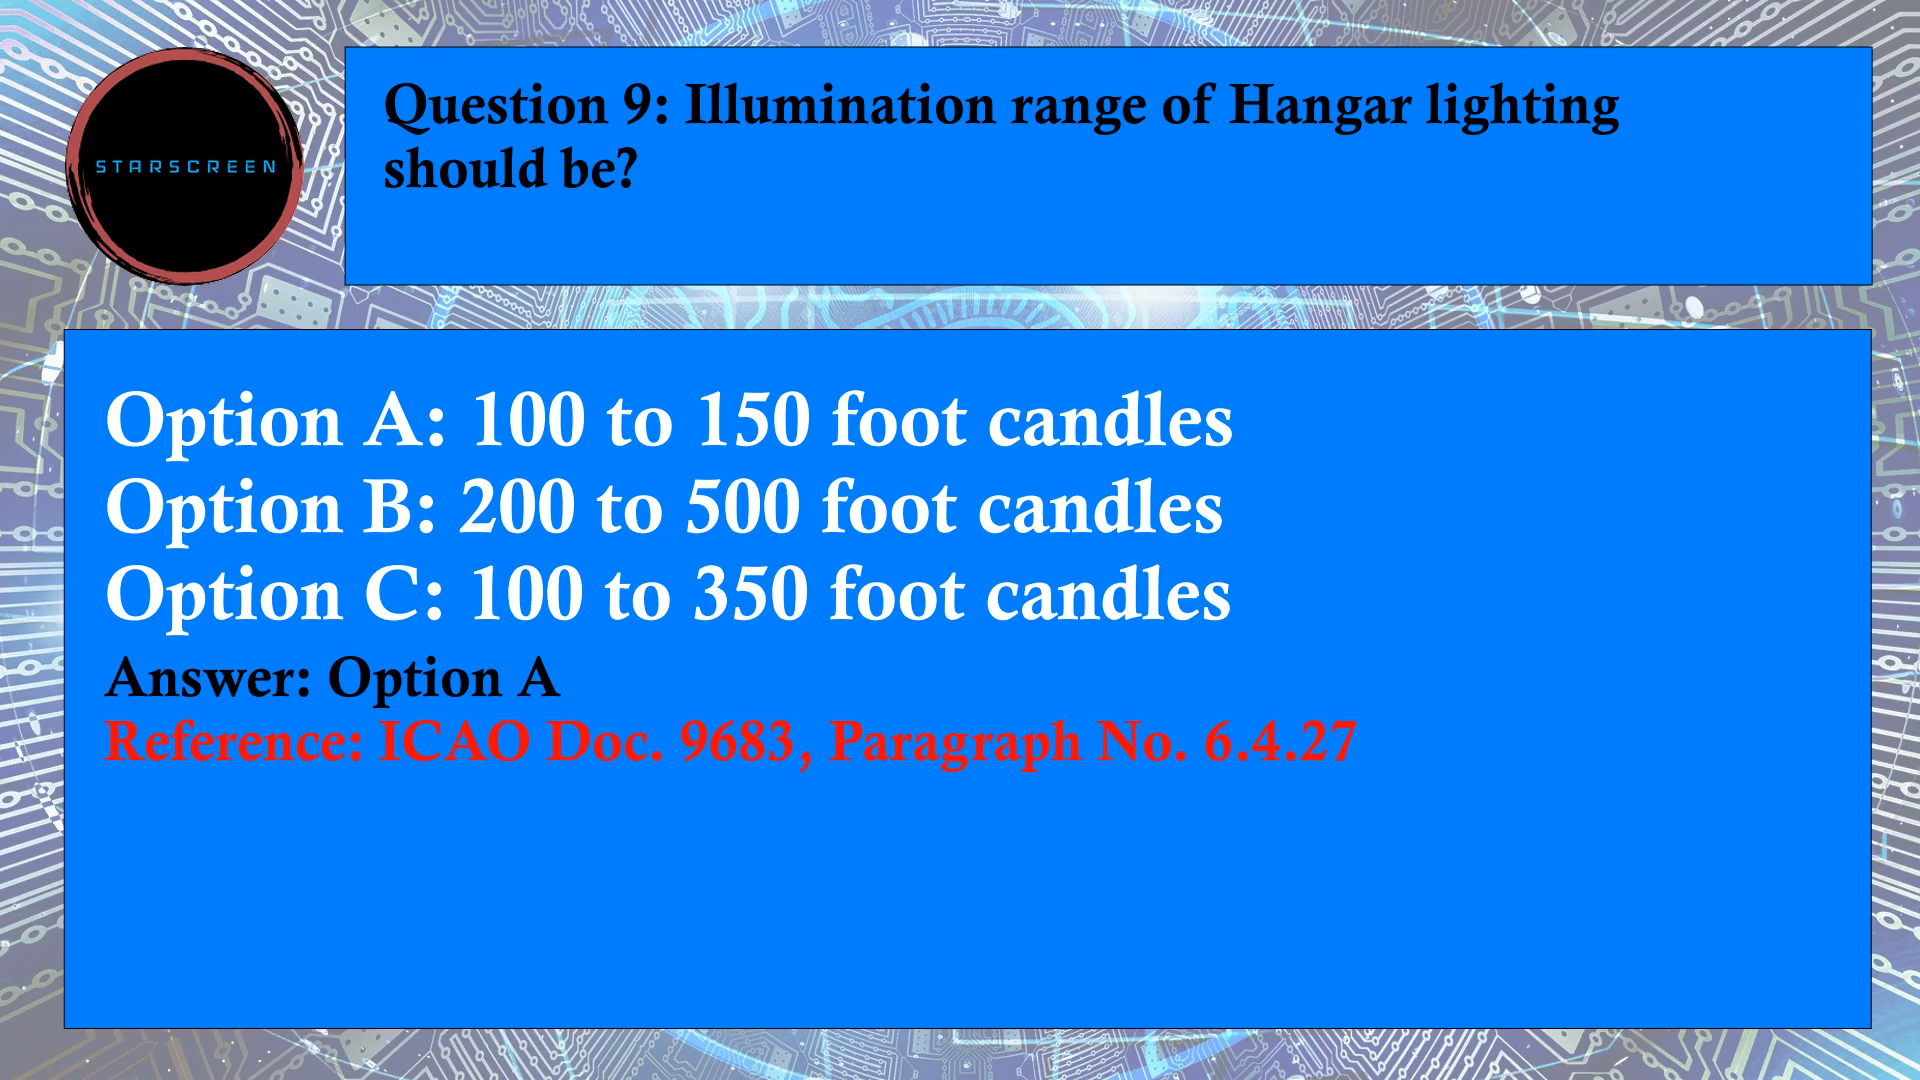 STARSCREEN
Question 9: Illumination range of Hangar lighting
should be?
Option A: 100 to 150 foot candles
Option B: 200 to 500 foot candles
Option C: 100 to 350 foot candles
Answer: Option A
Reference: ICAO Doc. 9683, Paragraph No. 6.4.27